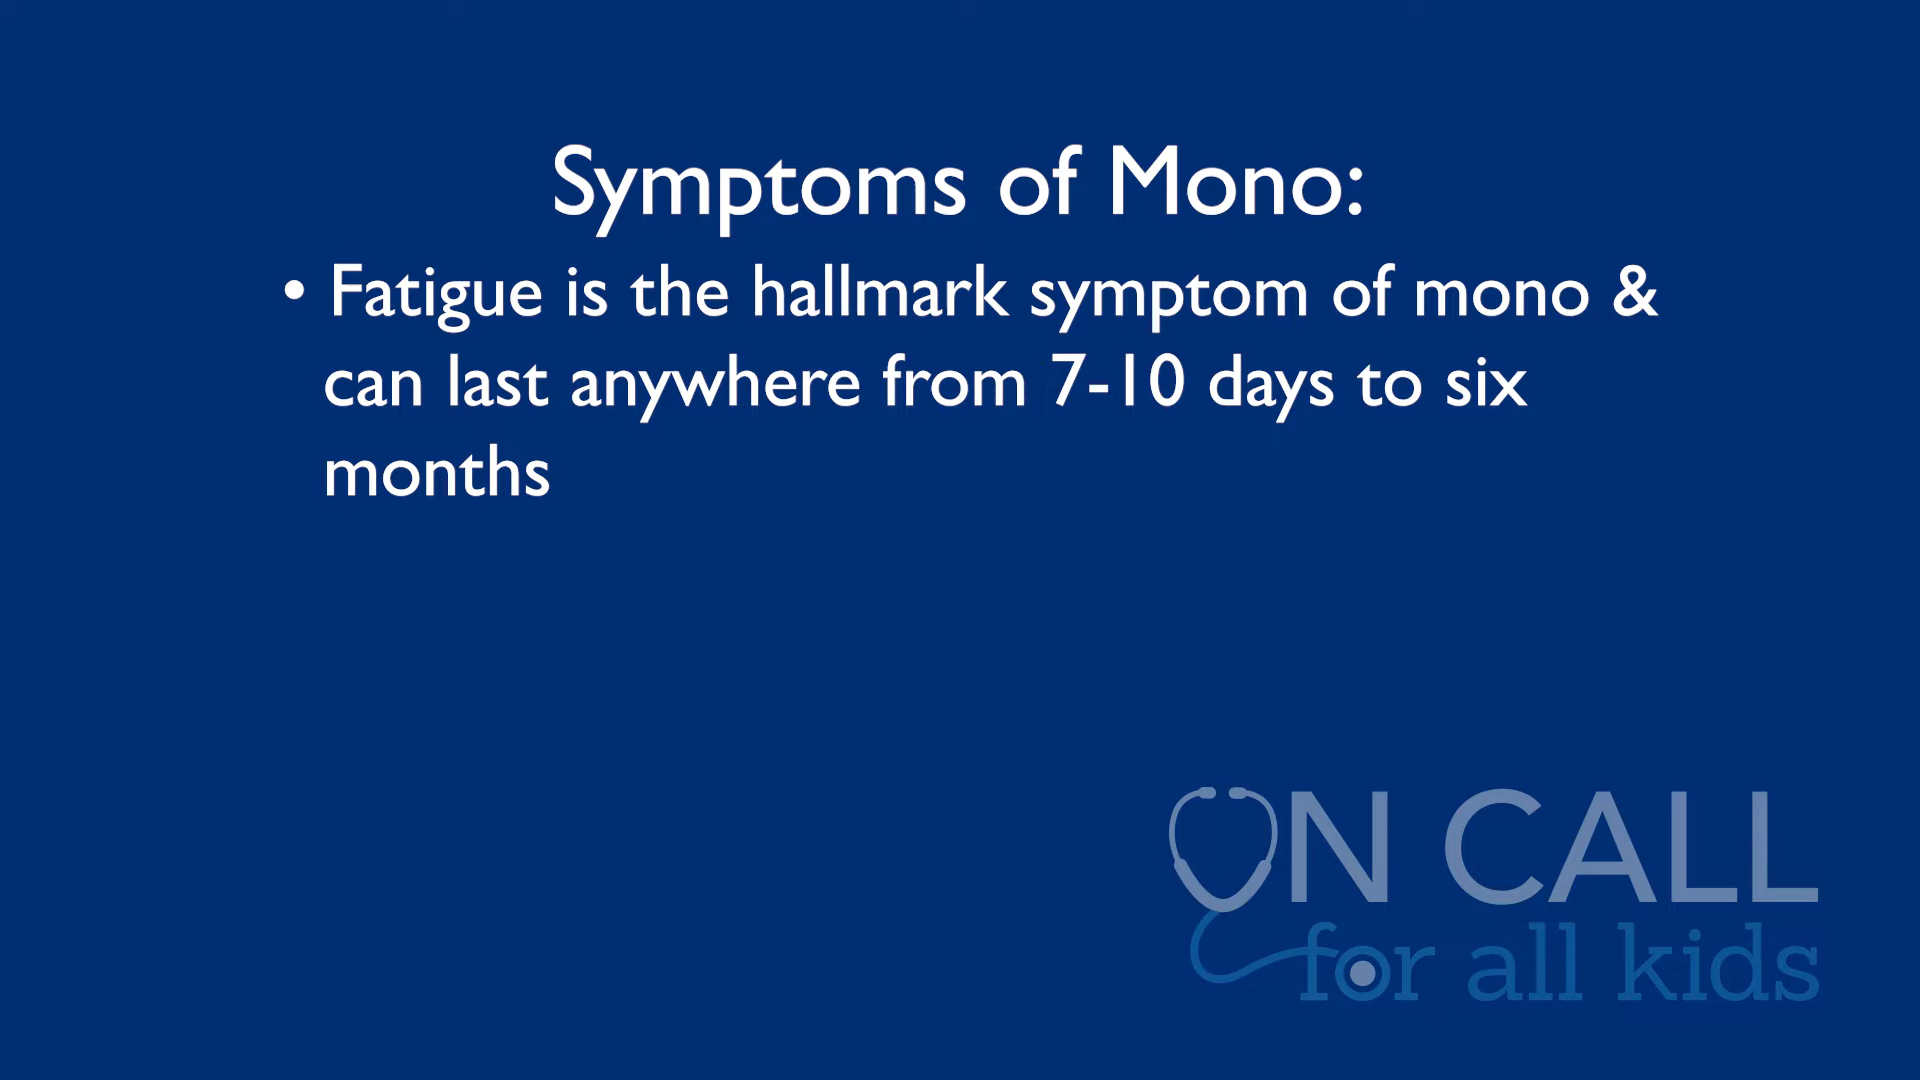 Symptoms of Mono:
• Fatigue is the hallmark symptom of mono &
can last anywhere from 7-10 days to six
months
ON CALL
for all kids